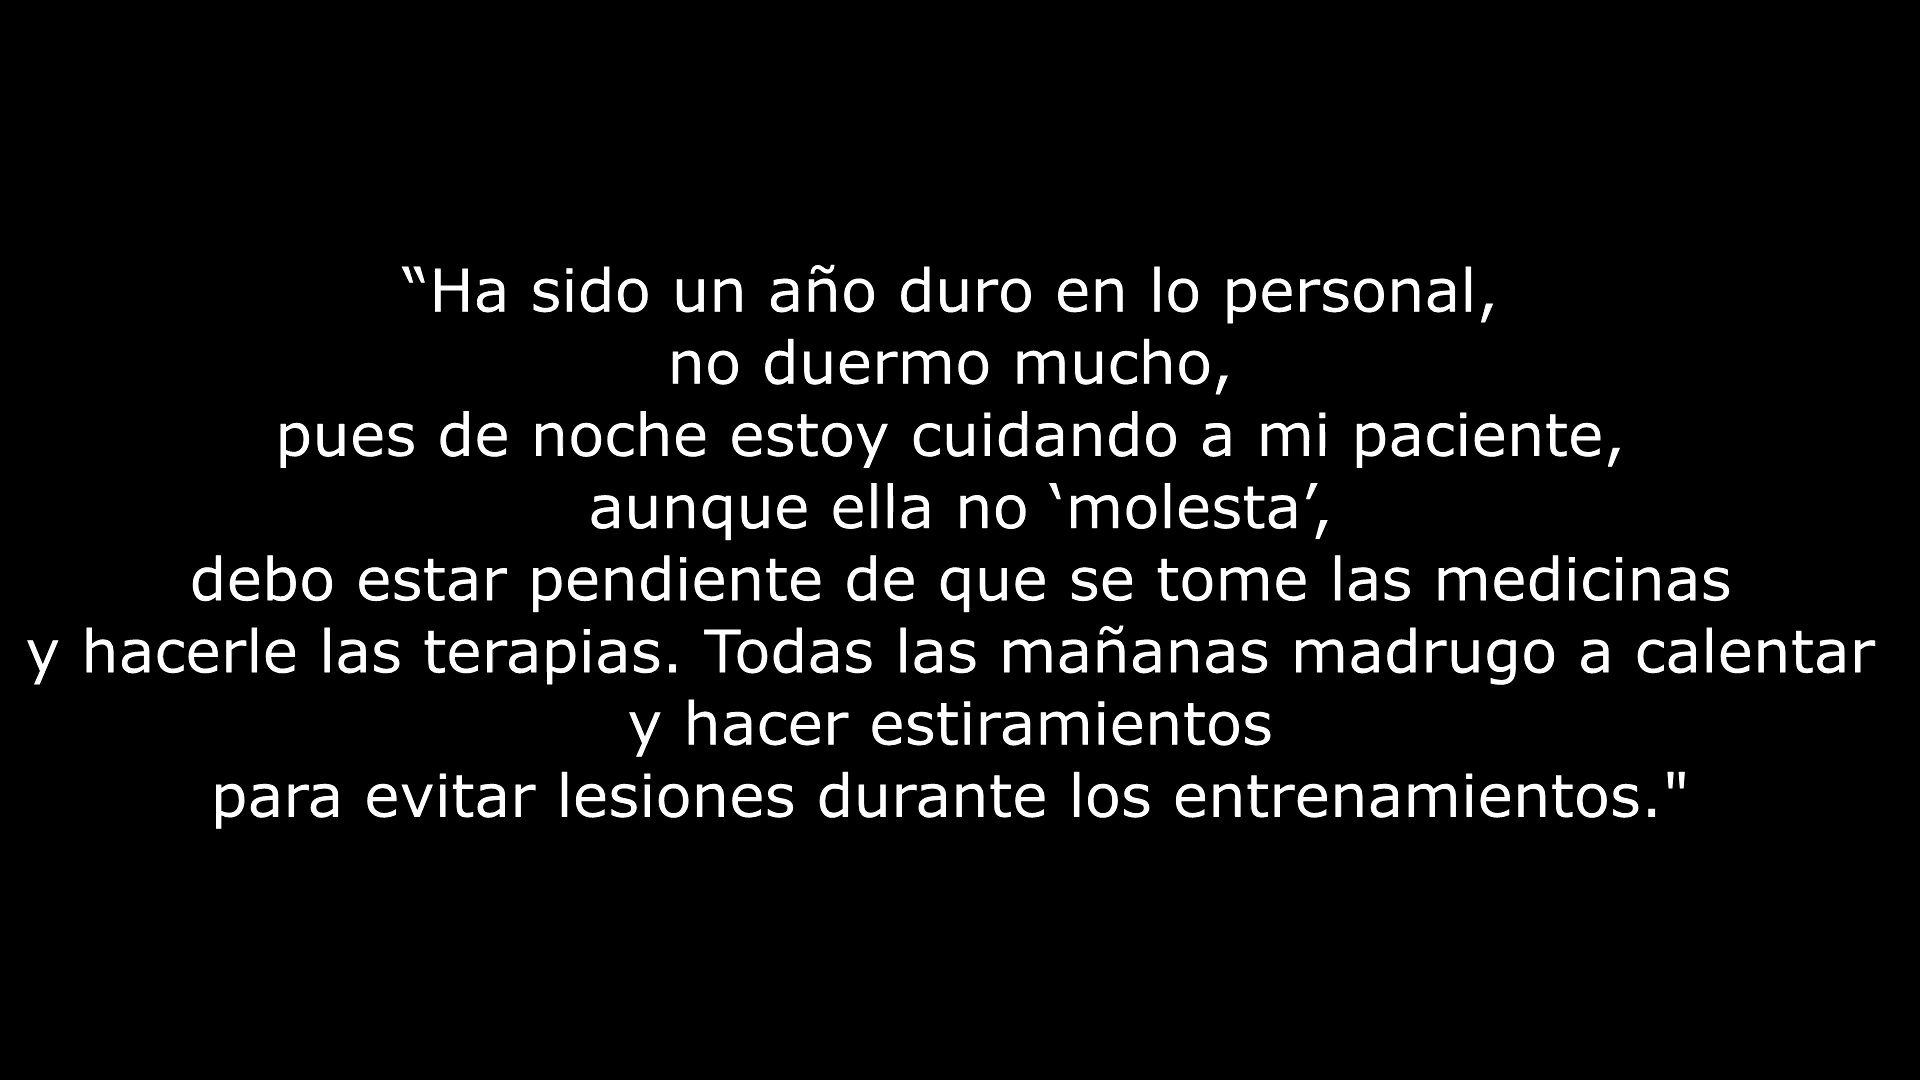 “Ha sido un año duro en lo personal,
no duermo mucho,
pues de noche estoy cuidando a mi paciente,
aunque ella no ‘molesta’,
debo estar pendiente de que se tome las medicinas
y hacerle las terapias. Todas las mañanas madrugo a calentar
y hacer estiramientos
para evitar lesiones durante los entrenamientos."